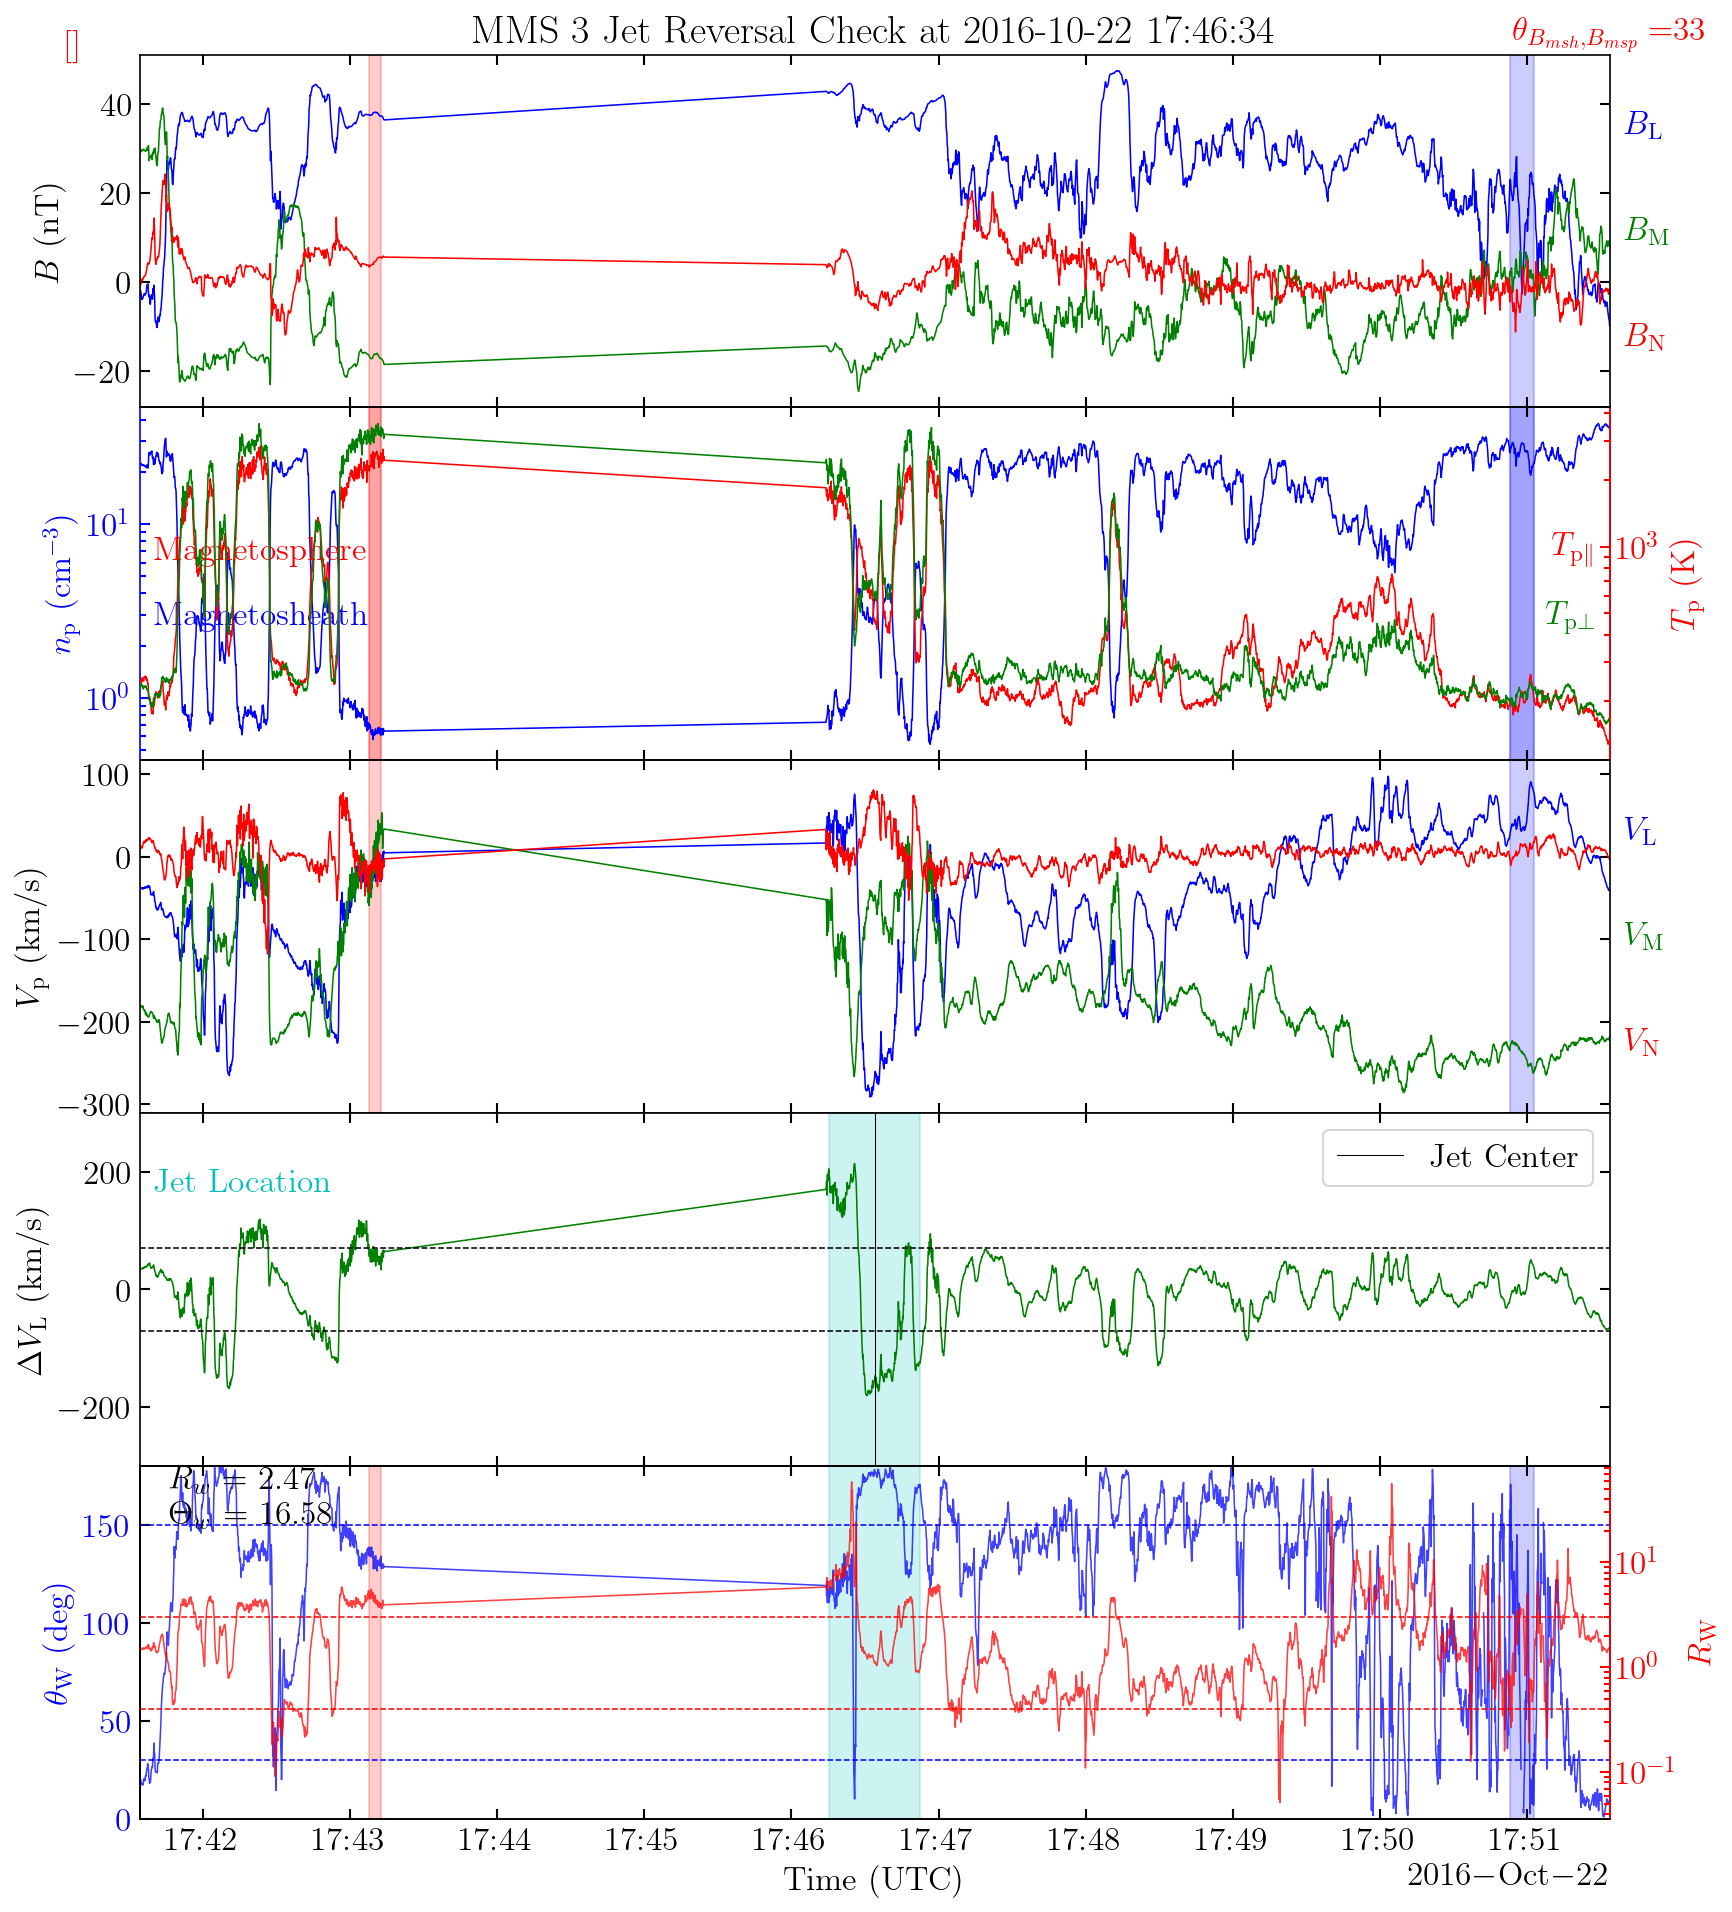 MMS 3 Jet Reversal Check at 2016-10-22 17:46:34
θ_{B_{msh},B_{msp}} =33
[]
40
20
0
−20
B (nT)
B_L
B_M
B_N
10^1
10^0
n_p (cm^{−3})
Magnetosphere
Magnetosheath
T_{p∥}
T_{p⊥}
10^3
T_p (K)
100
0
−100
−200
−300
V_p (km/s)
V_L
V_M
V_N
200
0
−200
ΔV_L (km/s)
Jet Location
Jet Center
R_w = 2.47
Θ_w = 16.58
150
100
50
0
θ_W (deg)
10^1
10^0
10^{−1}
R_W
17:42 17:43 17:44 17:45 17:46 17:47 17:48 17:49 17:50 17:51
Time (UTC)
2016−Oct−22